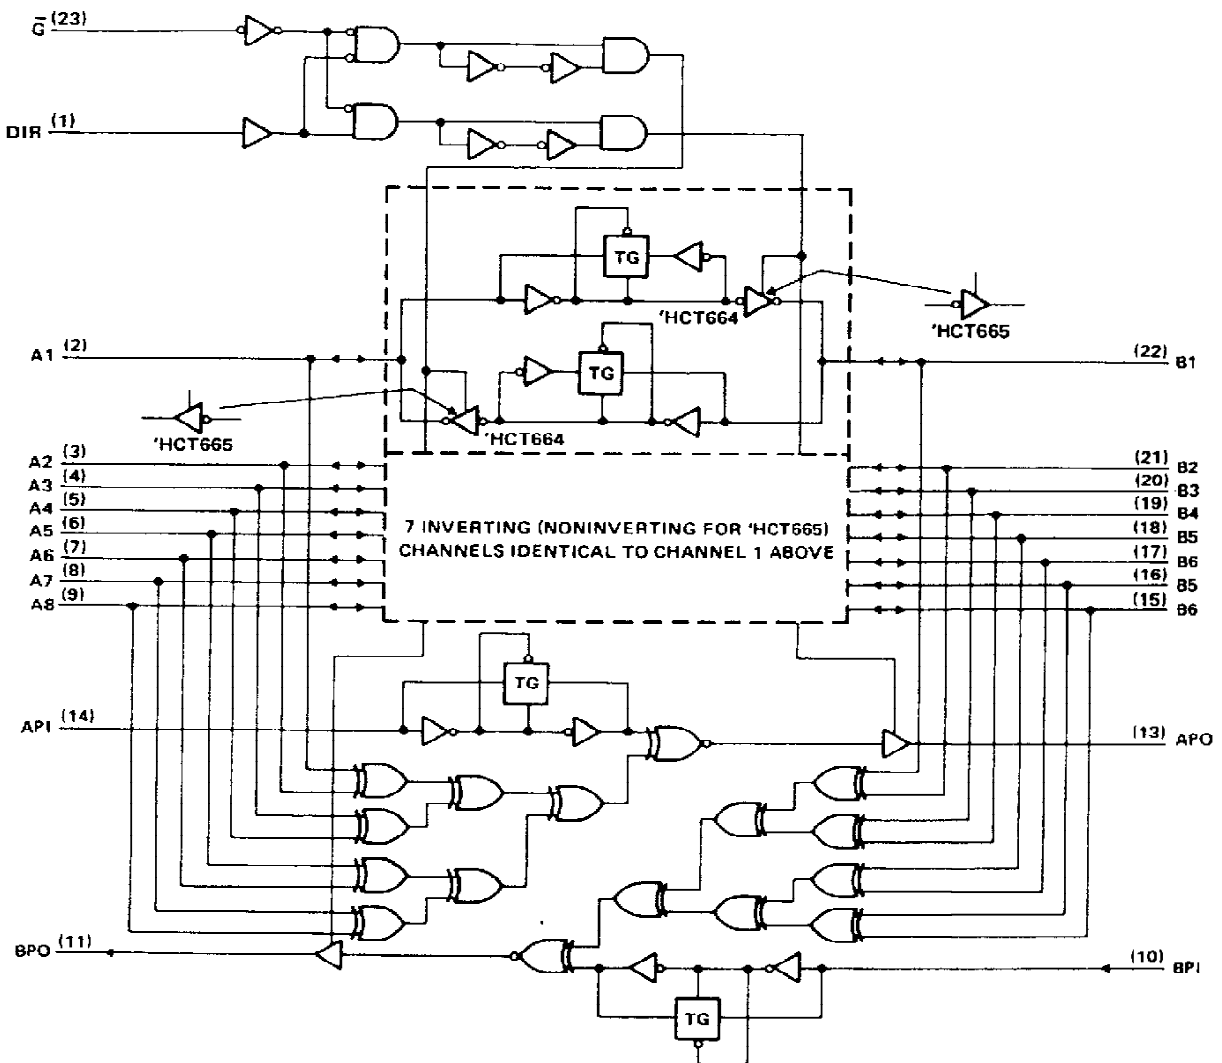 G̅ (23)
DIR (1)
TG
'HCT664
'HCT665
A1 (2)
(22) B1
TG
'HCT665
'HCT664
A2 (3)
(21) B2
A3 (4)
(20) B3
A4 (5)
(19) B4
A5 (6)
(18) B5
A6 (7)
(17) B6
A7 (8)
(16) B5
A8 (9)
(15) B6
7 INVERTING (NONINVERTING FOR 'HCT665)
CHANNELS IDENTICAL TO CHANNEL 1 ABOVE
TG
API (14)
(13) APO
BPO (11)
(10) BPI
TG